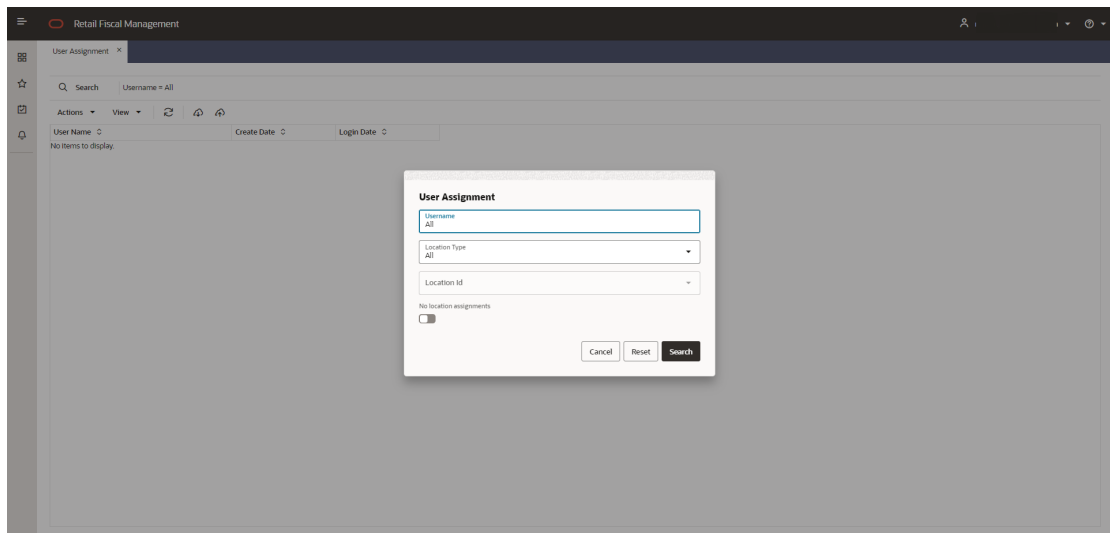 Retail Fiscal Management
User Assignment ×
Search Username = All
Actions View
User Name Create Date Login Date
No items to display.
User Assignment
Username
All
Location Type
All
Location Id
No location assignments
Cancel Reset Search